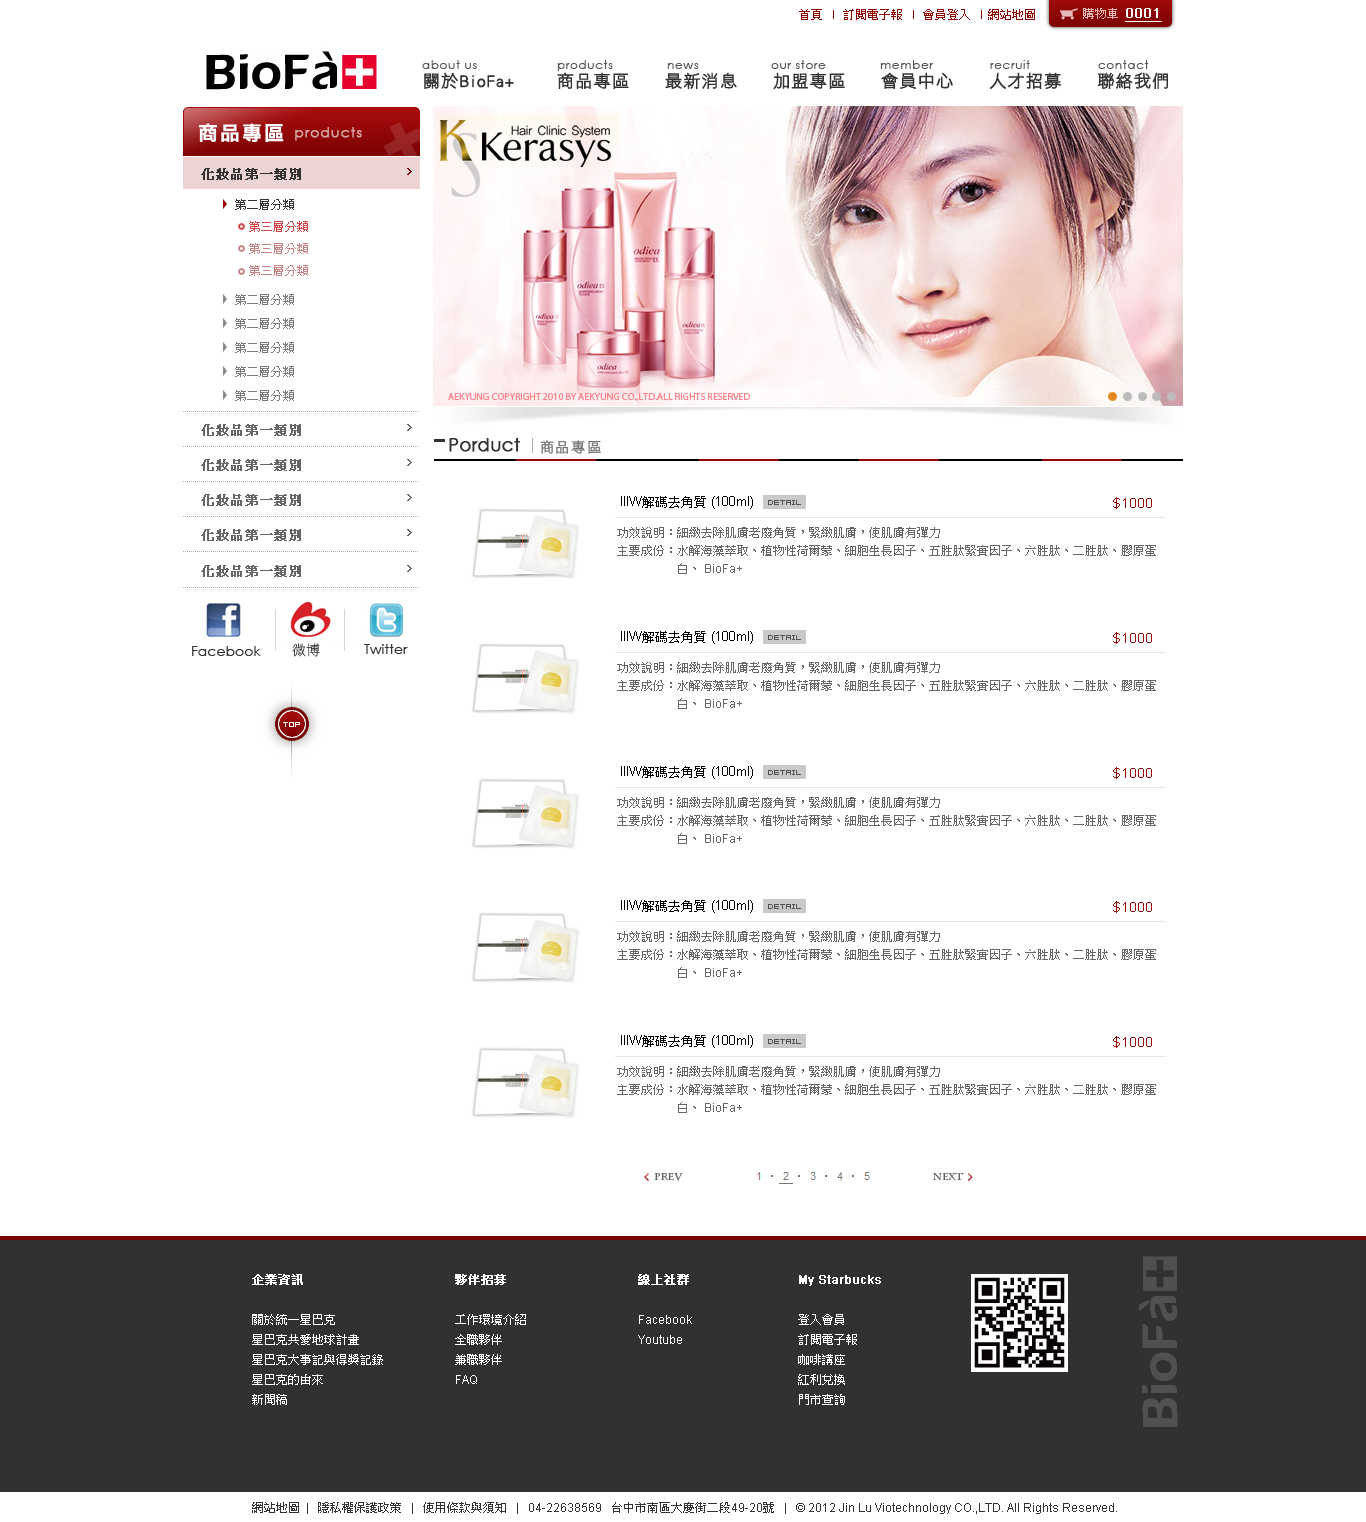 首頁 | 訂閱電子報 | 會員登入 | 網站地圖 購物車 0001
BioFà+
about us products news our store member recruit contact
關於BioFa+ 商品專區 最新消息 加盟專區 會員中心 人才招募 聯絡我們
商品專區 products
化妝品第一類別
第二層分類
第三層分類
第三層分類
第三層分類
第二層分類
第二層分類
第二層分類
第二層分類
第二層分類
化妝品第一類別
化妝品第一類別
化妝品第一類別
化妝品第一類別
化妝品第一類別
Facebook 微博 Twitter
TOP
KS Hair Clinic System
Kerasys
odiea
odiea
odiea
odiea
odiea
AEKYUNG COPYRIGHT 2010 BY AEKYUNG CO.,LTD.ALL RIGHTS RESERVED
Porduct | 商品專區
IIIW解碼去角質 (100ml) DETAIL $1000
功效說明：細緻去除肌膚老廢角質，緊緻肌膚，使肌膚有彈力
主要成份：水解海藻萃取、植物性荷爾蒙、細胞生長因子、五胜肽緊實因子、六胜肽、二胜肽、膠原蛋
白、 BioFa+
IIIW解碼去角質 (100ml) DETAIL $1000
功效說明：細緻去除肌膚老廢角質，緊緻肌膚，使肌膚有彈力
主要成份：水解海藻萃取、植物性荷爾蒙、細胞生長因子、五胜肽緊實因子、六胜肽、二胜肽、膠原蛋
白、 BioFa+
IIIW解碼去角質 (100ml) DETAIL $1000
功效說明：細緻去除肌膚老廢角質，緊緻肌膚，使肌膚有彈力
主要成份：水解海藻萃取、植物性荷爾蒙、細胞生長因子、五胜肽緊實因子、六胜肽、二胜肽、膠原蛋
白、 BioFa+
IIIW解碼去角質 (100ml) DETAIL $1000
功效說明：細緻去除肌膚老廢角質，緊緻肌膚，使肌膚有彈力
主要成份：水解海藻萃取、植物性荷爾蒙、細胞生長因子、五胜肽緊實因子、六胜肽、二胜肽、膠原蛋
白、 BioFa+
IIIW解碼去角質 (100ml) DETAIL $1000
功效說明：細緻去除肌膚老廢角質，緊緻肌膚，使肌膚有彈力
主要成份：水解海藻萃取、植物性荷爾蒙、細胞生長因子、五胜肽緊實因子、六胜肽、二胜肽、膠原蛋
白、 BioFa+
PREV 1 · 2 · 3 · 4 · 5 NEXT
企業資訊
關於統一星巴克
星巴克共愛地球計畫
星巴克大事記與得獎記錄
星巴克的由來
新聞稿
夥伴招募
工作環境介紹
全職夥伴
兼職夥伴
FAQ
線上社群
Facebook
Youtube
My Starbucks
登入會員
訂閱電子報
咖啡講座
紅利兌換
門市查詢
BioFà+
網站地圖 | 隱私權保護政策 | 使用條款與須知 | 04-22638569 台中市南區大慶街二段49-20號 | © 2012 Jin Lu Viotechnology CO.,LTD. All Rights Reserved.